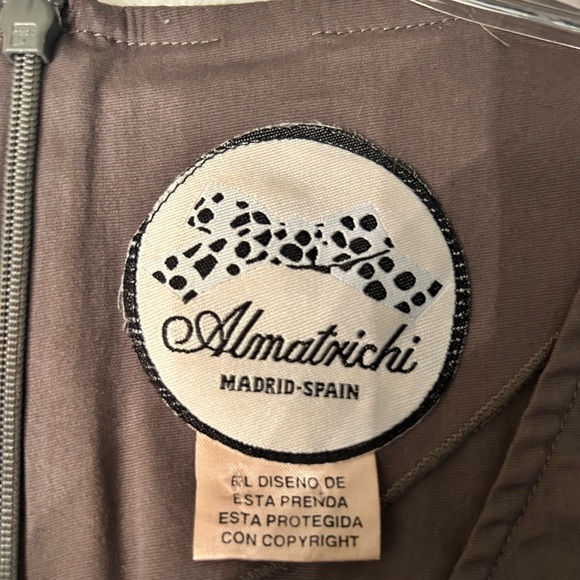 Almatrichi
MADRID-SPAIN
EL DISENO DE
ESTA PRENDA
ESTA PROTEGIDA
CON COPYRIGHT